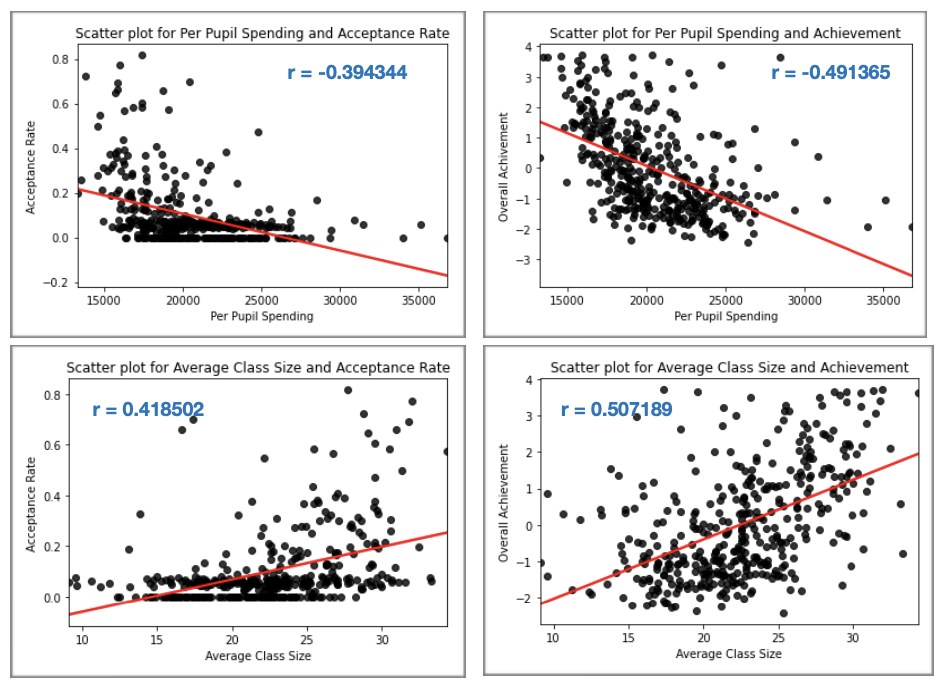 Scatter plot for Per Pupil Spending and Acceptance Rate
r = -0.394344
0.8
0.6
0.4
0.2
0.0
−0.2
Acceptance Rate
15000 20000 25000 30000 35000
Per Pupil Spending
Scatter plot for Per Pupil Spending and Achievement
r = -0.491365
4
3
2
1
0
−1
−2
−3
Overall Achivement
15000 20000 25000 30000 35000
Per Pupil Spending
Scatter plot for Average Class Size and Acceptance Rate
r = 0.418502
0.8
0.6
0.4
0.2
0.0
Acceptance Rate
10 15 20 25 30
Average Class Size
Scatter plot for Average Class Size and Achievement
r = 0.507189
4
3
2
1
0
−1
−2
Overall Achievement
10 15 20 25 30
Average Class Size